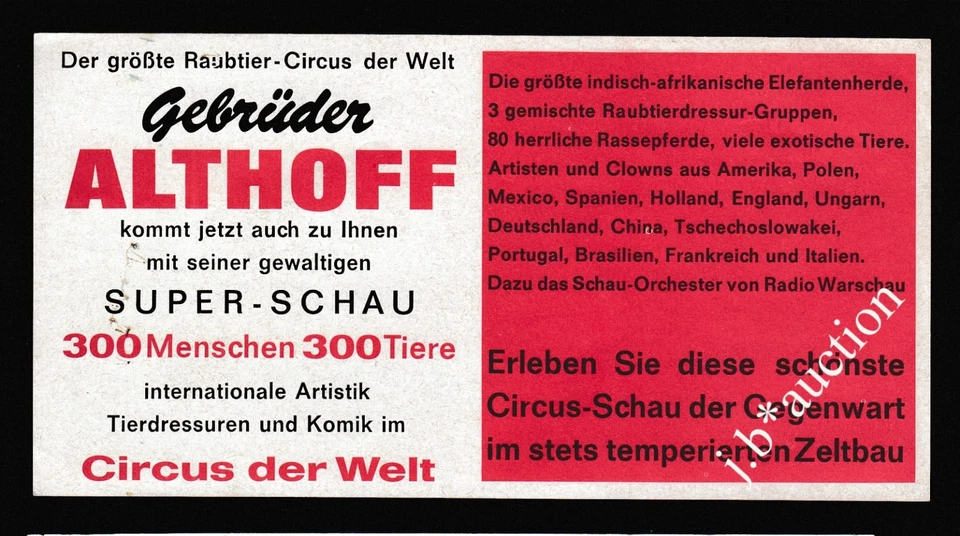 Der größte Raubtier-Circus der Welt
Gebrüder
ALTHOFF
kommt jetzt auch zu Ihnen
mit seiner gewaltigen
SUPER-SCHAU
300 Menschen 300 Tiere
internationale Artistik
Tierdressuren und Komik im
Circus der Welt
Die größte indisch-afrikanische Elefantenherde,
3 gemischte Raubtierdressur-Gruppen,
80 herrliche Rassepferde, viele exotische Tiere.
Artisten und Clowns aus Amerika, Polen,
Mexico, Spanien, Holland, England, Ungarn,
Deutschland, China, Tschechoslowakei,
Portugal, Brasilien, Frankreich und Italien.
Dazu das Schau-Orchester von Radio Warschau
Erleben Sie diese schönste
Circus-Schau der Gegenwart
im stets temperierten Zeltbau
j.b*auction